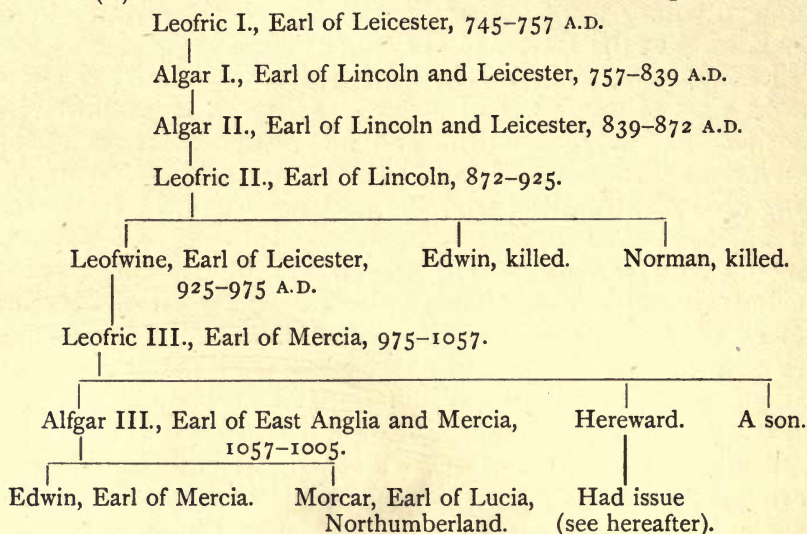 Leofric I., Earl of Leicester, 745–757 A.D.
Algar I., Earl of Lincoln and Leicester, 757–839 A.D.
Algar II., Earl of Lincoln and Leicester, 839–872 A.D.
Leofric II., Earl of Lincoln, 872–925.
Leofwine, Earl of Leicester, Edwin, killed. Norman, killed.
925–975 A.D.
Leofric III., Earl of Mercia, 975–1057.
Alfgar III., Earl of East Anglia and Mercia, Hereward. A son.
1057–1005.
Edwin, Earl of Mercia. Morcar, Earl of Lucia, Had issue
Northumberland. (see hereafter).